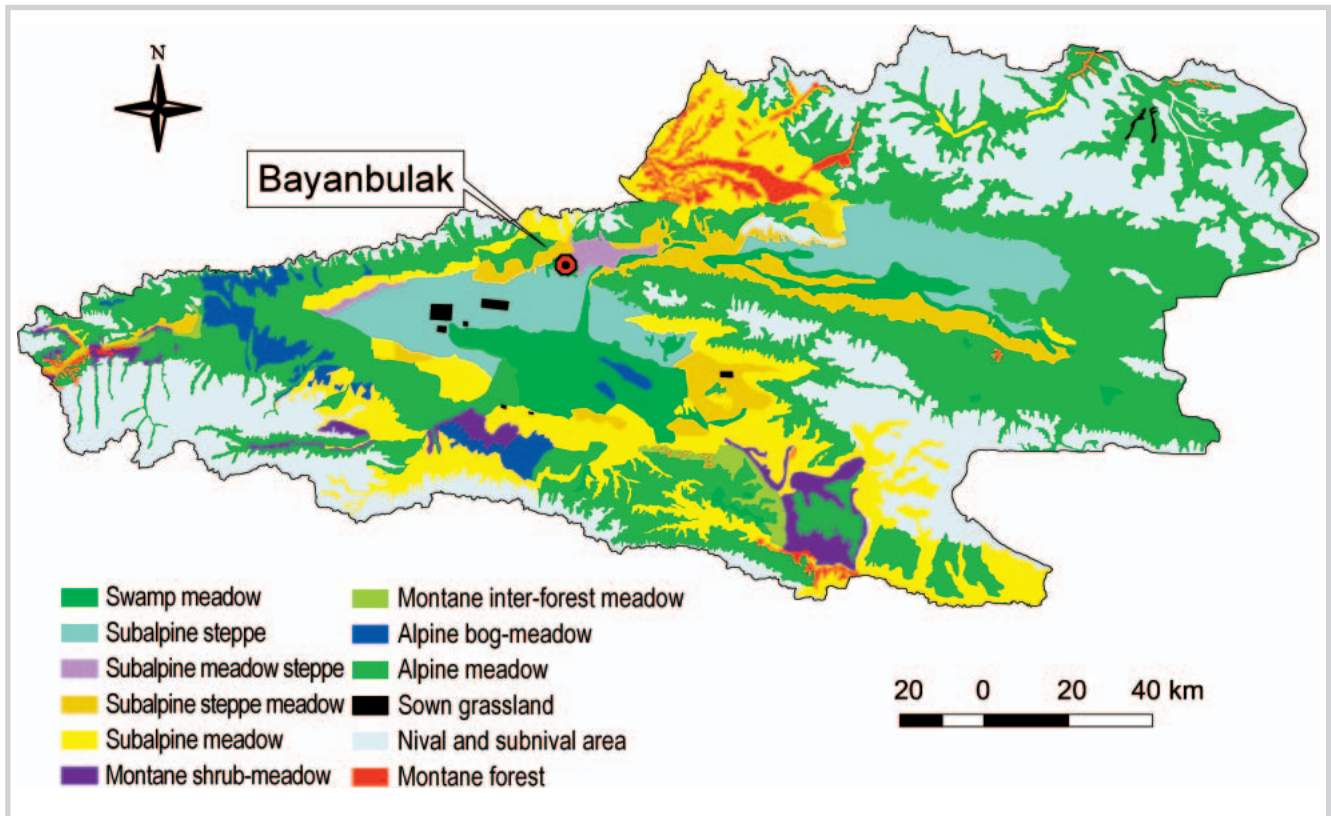 N
Bayanbulak
Swamp meadow
Subalpine steppe
Subalpine meadow steppe
Subalpine steppe meadow
Subalpine meadow
Montane shrub-meadow
Montane inter-forest meadow
Alpine bog-meadow
Alpine meadow
Sown grassland
Nival and subnival area
Montane forest
20 0 20 40 km